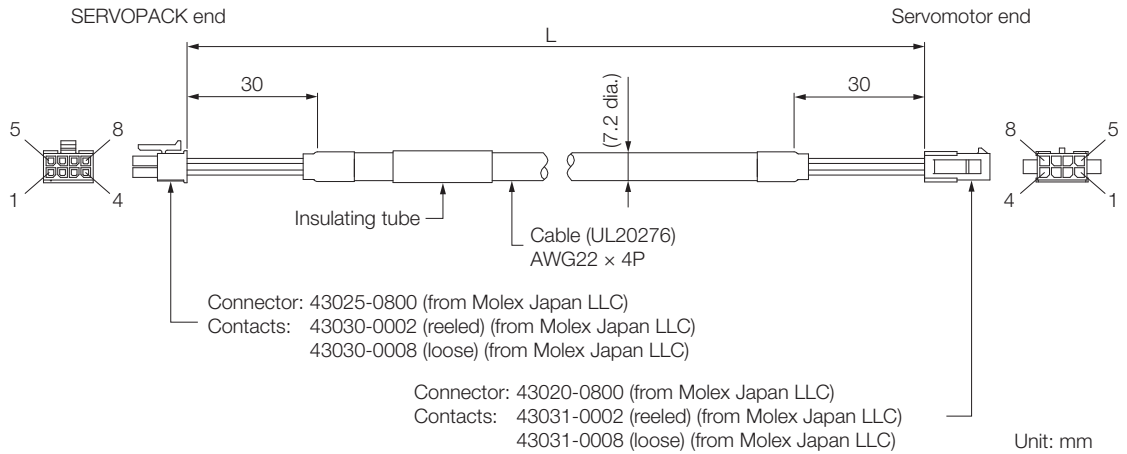 SERVOPACK end
Servomotor end
L
30
30
(7.2 dia.)
5
8
1
4
8
5
4
1
Insulating tube
Cable (UL20276)
AWG22 × 4P
Connector: 43025-0800 (from Molex Japan LLC)
Contacts: 43030-0002 (reeled) (from Molex Japan LLC)
43030-0008 (loose) (from Molex Japan LLC)
Connector: 43020-0800 (from Molex Japan LLC)
Contacts: 43031-0002 (reeled) (from Molex Japan LLC)
43031-0008 (loose) (from Molex Japan LLC)
Unit: mm